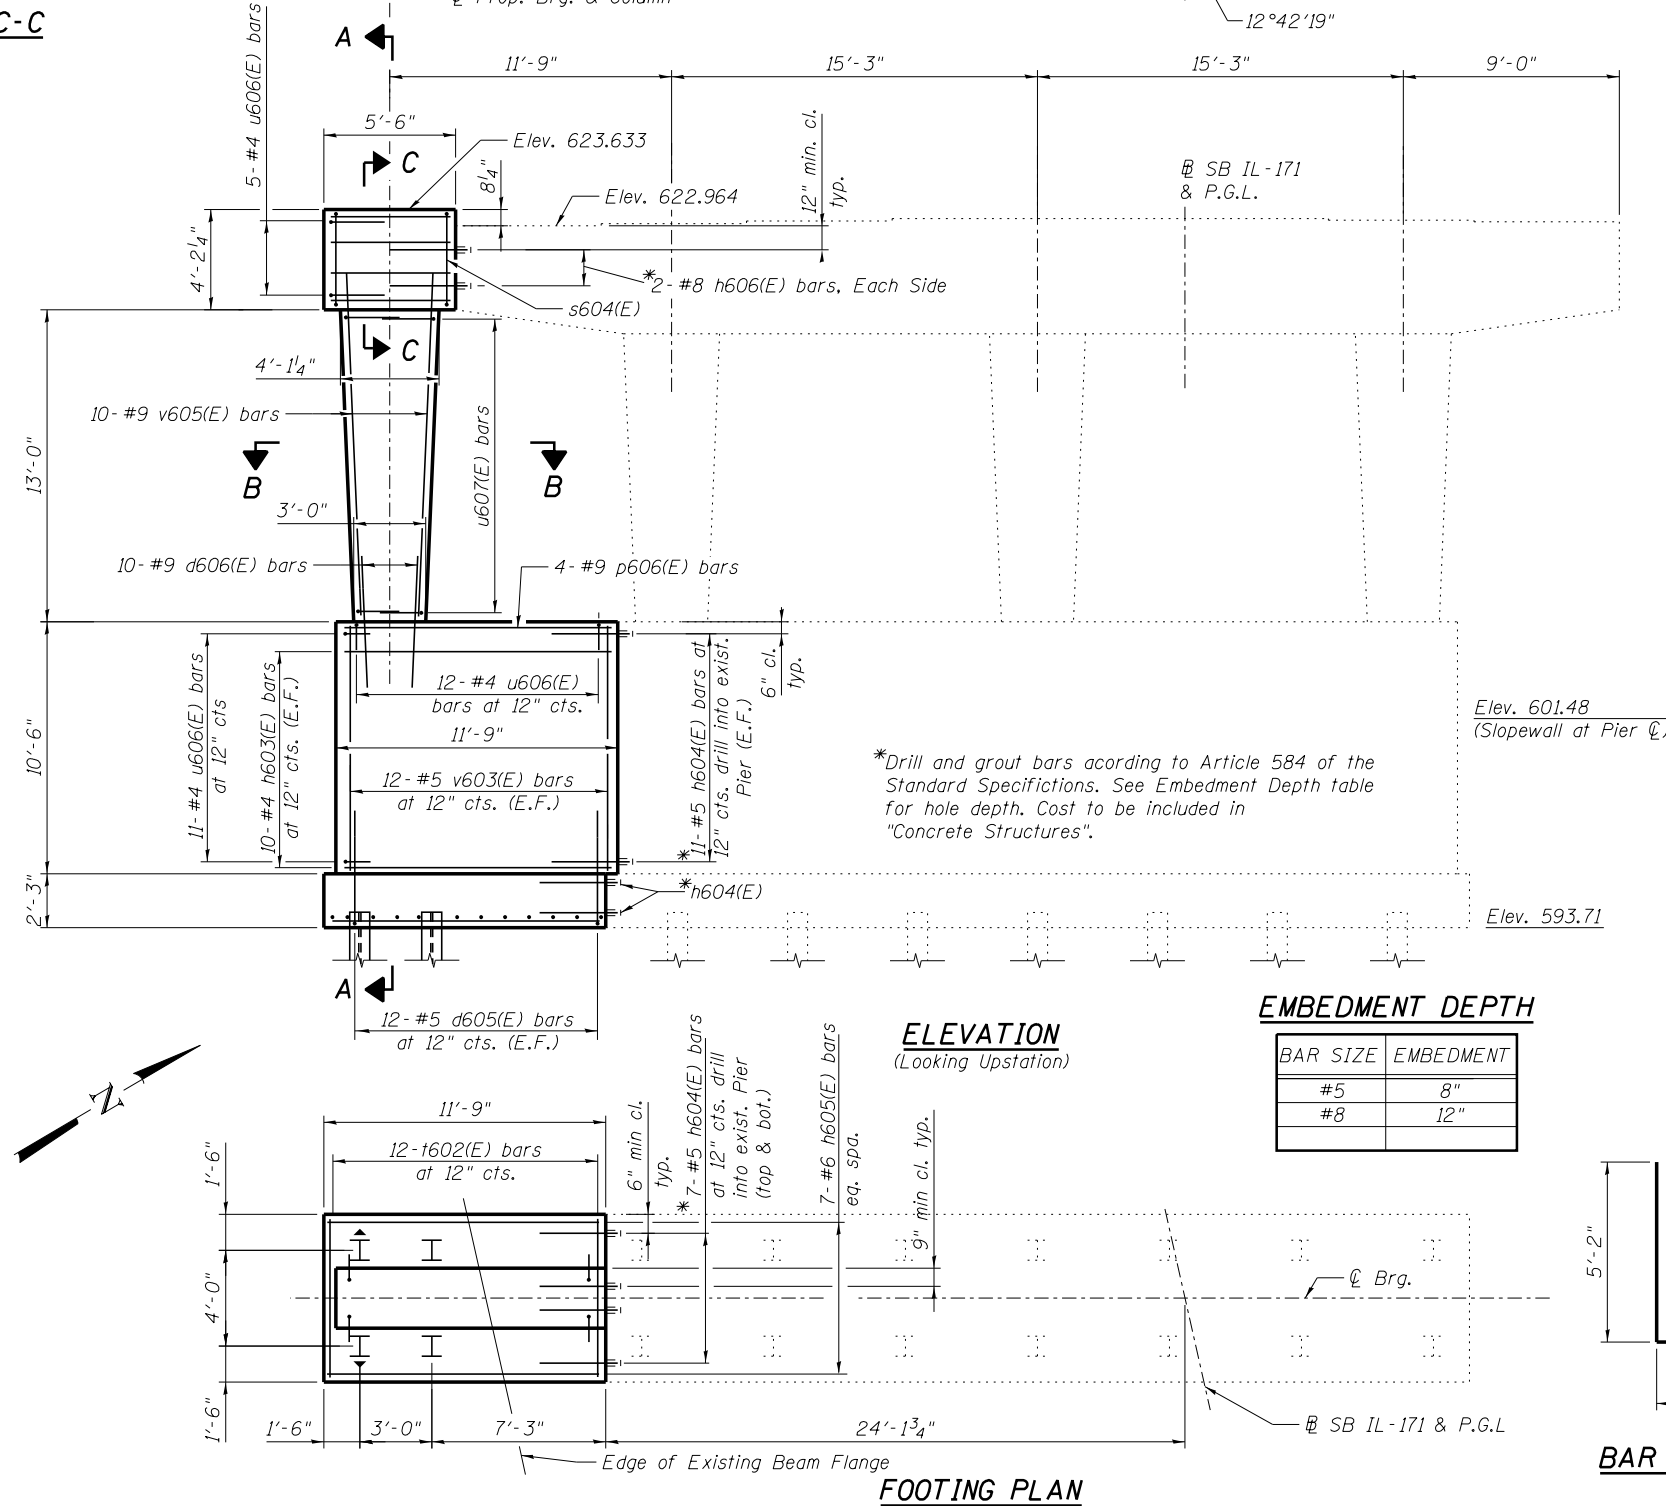 C-C
℄ Prop. Brg. & Column
12°42'19"
A
11'-9"
15'-3"
15'-3"
9'-0"
5-#4 u606(E) bars
5'-6"
Elev. 623.633
C
8¼"
Elev. 622.964
12" min. cl.
typ.
SB IL-171
& P.G.L.
4'-2¼"
*2-#8 h606(E) bars, Each Side
s604(E)
C
4'-1¼"
10-#9 v605(E) bars
u607(E) bars
13'-0"
B
B
3'-0"
10-#9 d606(E) bars
4-#9 p606(E) bars
11-#4 u606(E) bars
at 12" cts
10-#4 h603(E) bars
at 12" cts. (E.F.)
12-#4 u606(E)
bars at 12" cts.
11'-9"
12-#5 v603(E) bars
at 12" cts. (E.F.)
*11-#5 h604(E) bars at
12" cts. drill into exist.
Pier (E.F.)
6" cl.
typ.
10'-6"
Elev. 601.48
(Slopewall at Pier ℄)
*Drill and grout bars acording to Article 584 of the
Standard Specifictions. See Embedment Depth table
for hole depth. Cost to be included in
"Concrete Structures".
2'-3"
*h604(E)
Elev. 593.71
A
12-#5 d605(E) bars
at 12" cts. (E.F.)
ELEVATION
(Looking Upstation)
EMBEDMENT DEPTH
BAR SIZE EMBEDMENT
#5 8"
#8 12"
N
11'-9"
12-t602(E) bars
at 12" cts.
6" min cl.
typ.
*7-#5 h604(E) bars
at 12" cts. drill
into exist. Pier
(top & bot.)
7-#6 h605(E) bars
eq. spa.
9" min cl. typ.
1'-6"
4'-0"
1'-6"
℄ Brg.
5'-2"
1'-6"
3'-0"
7'-3"
24'-1¾"
SB IL-171 & P.G.L
Edge of Existing Beam Flange
FOOTING PLAN
BAR